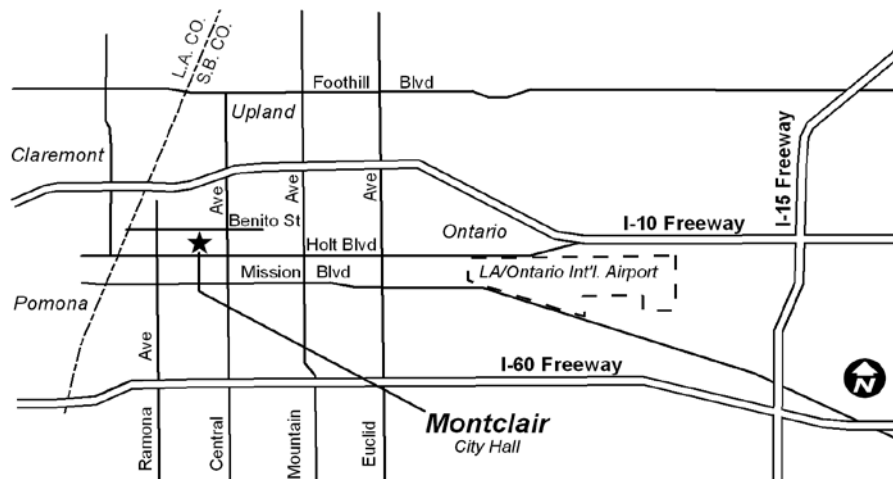 L.A. CO.
S.B. CO.
Foothill Blvd
Upland
Claremont
I-15 Freeway
Ave
Ave
Ave
Benito St
I-10 Freeway
Ontario
Holt Blvd
Mission Blvd
LA/Ontario Int'l. Airport
Pomona
Ave
I-60 Freeway
N
Montclair
City Hall
Ramona
Central
Mountain
Euclid